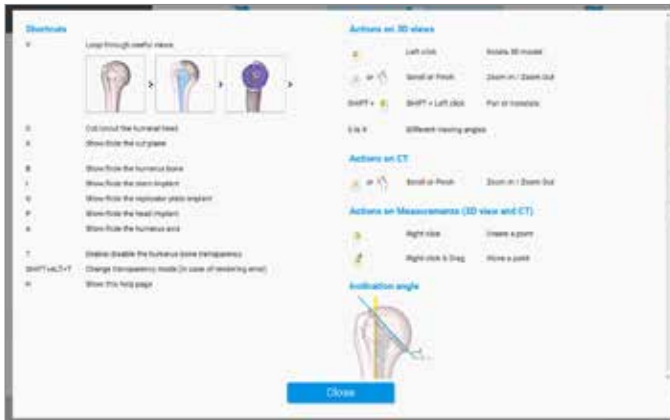 Shortcuts
V Loop through useful views
Cut/uncut the humeral head
X Show/hide the cut plane
B Show/hide the humerus bone
I Show/hide the stem implant
Show/hide the replicator plate implant
P Show/hide the head implant
A Show/hide the humerus axis
T Enable/disable the humerus bone transparency
SHIFT+ALT+T Change transparency mode (in case of rendering error)
H Show this help page
Actions on 3D views
Left click Rotate 3D model
or Scroll or Pinch Zoom in / Zoom Out
SHIFT + SHIFT + Left click Pan or translate
Different viewing angles
Actions on CT
or Scroll or Pinch Zoom in / Zoom Out
Actions on Measurements (3D view and CT)
Right click Create a point
Right click & Drag Move a point
Inclination angle
Close